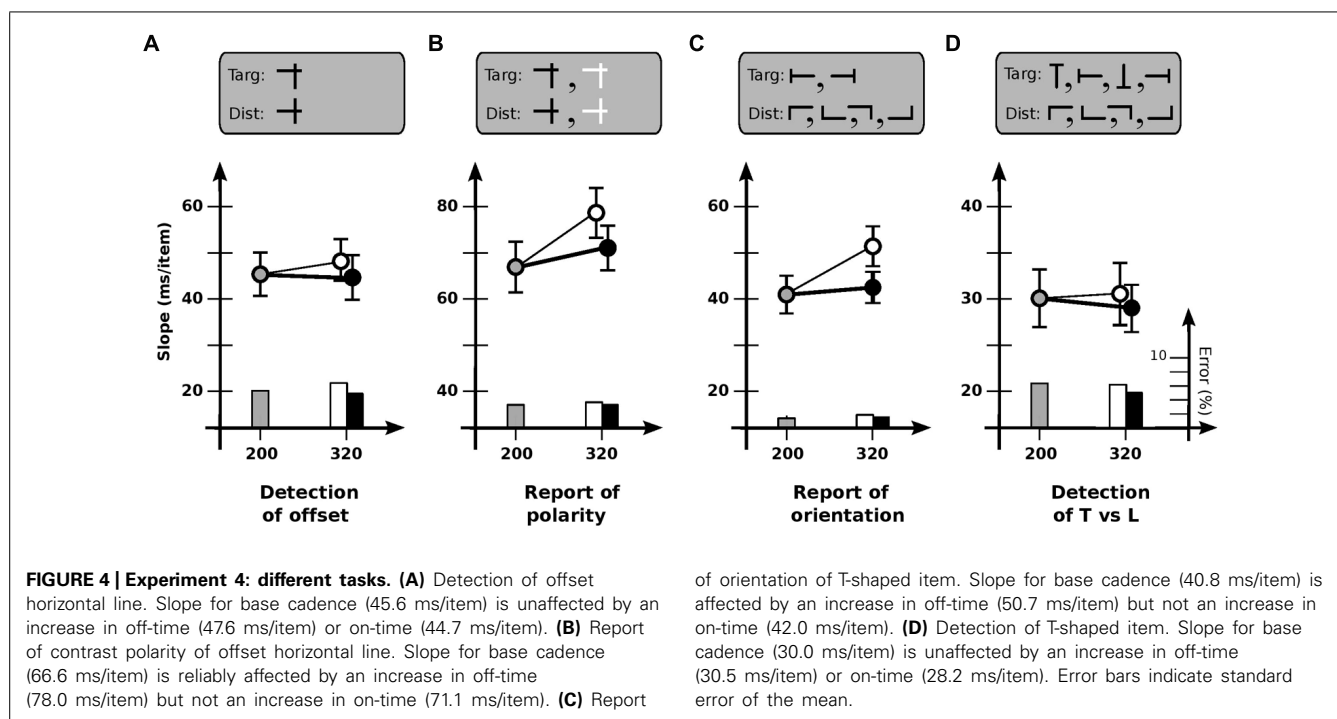 A
B
C
D
Targ:
Dist:
Targ: ,
Dist: ,
Targ: ,
Dist: , , ,
Targ: , , ,
Dist: , , ,
Slope (ms/item)
60
40
20
200
320
Detection
of offset
80
60
40
200
320
Report of
polarity
60
40
20
200
320
Report of
orientation
40
30
20
200
320
10
Error (%)
Detection
of T vs L
FIGURE 4 | Experiment 4: different tasks. (A) Detection of offset
horizontal line. Slope for base cadence (45.6 ms/item) is unaffected by an
increase in off-time (47.6 ms/item) or on-time (44.7 ms/item). (B) Report
of contrast polarity of offset horizontal line. Slope for base cadence
(66.6 ms/item) is reliably affected by an increase in off-time
(78.0 ms/item) but not an increase in on-time (71.1 ms/item). (C) Report
of orientation of T-shaped item. Slope for base cadence (40.8 ms/item) is
affected by an increase in off-time (50.7 ms/item) but not an increase in
on-time (42.0 ms/item). (D) Detection of T-shaped item. Slope for base
cadence (30.0 ms/item) is unaffected by an increase in off-time
(30.5 ms/item) or on-time (28.2 ms/item). Error bars indicate standard
error of the mean.